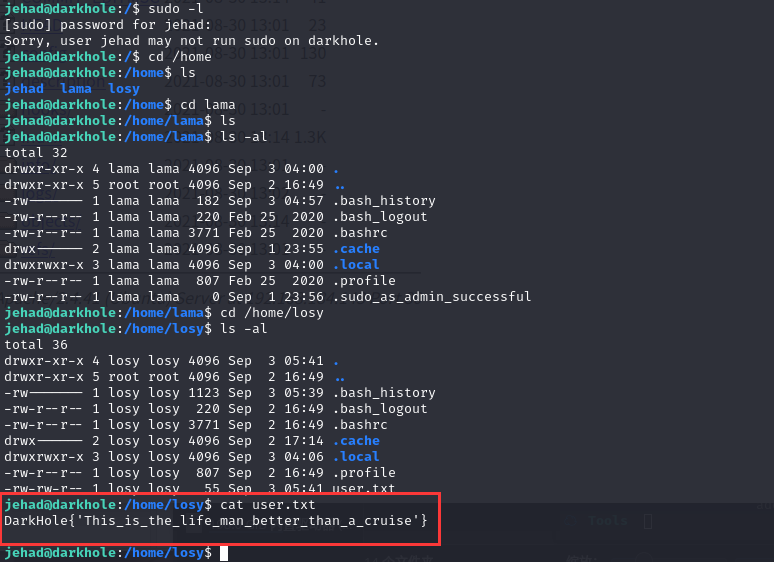 jehad@darkhole:/$ sudo -l
[sudo] password for jehad:
Sorry, user jehad may not run sudo on darkhole.
jehad@darkhole:/$ cd /home
jehad@darkhole:/home$ ls
jehad  lama  losy
jehad@darkhole:/home$ cd lama
jehad@darkhole:/home/lama$ ls
jehad@darkhole:/home/lama$ ls -al
total 32
drwxr-xr-x 4 lama lama 4096 Sep  3 04:00 .
drwxr-xr-x 5 root root 4096 Sep  2 16:49 ..
-rw------- 1 lama lama  182 Sep  3 04:57 .bash_history
-rw-r--r-- 1 lama lama  220 Feb 25  2020 .bash_logout
-rw-r--r-- 1 lama lama 3771 Feb 25  2020 .bashrc
drwx------ 2 lama lama 4096 Sep  1 23:55 .cache
drwxrwxr-x 3 lama lama 4096 Sep  3 04:00 .local
-rw-r--r-- 1 lama lama  807 Feb 25  2020 .profile
-rw-r--r-- 1 lama lama    0 Sep  1 23:56 .sudo_as_admin_successful
jehad@darkhole:/home/lama$ cd /home/losy
jehad@darkhole:/home/losy$ ls -al
total 36
drwxr-xr-x 4 losy losy 4096 Sep  3 05:41 .
drwxr-xr-x 5 root root 4096 Sep  2 16:49 ..
-rw------- 1 losy losy 1123 Sep  3 05:39 .bash_history
-rw-r--r-- 1 losy losy  220 Sep  2 16:49 .bash_logout
-rw-r--r-- 1 losy losy 3771 Sep  2 16:49 .bashrc
drwx------ 2 losy losy 4096 Sep  2 17:14 .cache
drwxrwxr-x 3 losy losy 4096 Sep  3 04:06 .local
-rw-r--r-- 1 losy losy  807 Sep  2 16:49 .profile
-rw-rw-r-- 1 losy losy   55 Sep  3 05:41 user.txt
jehad@darkhole:/home/losy$ cat user.txt
DarkHole{'This_is_the_life_man_better_than_a_cruise'}
jehad@darkhole:/home/losy$
Tools